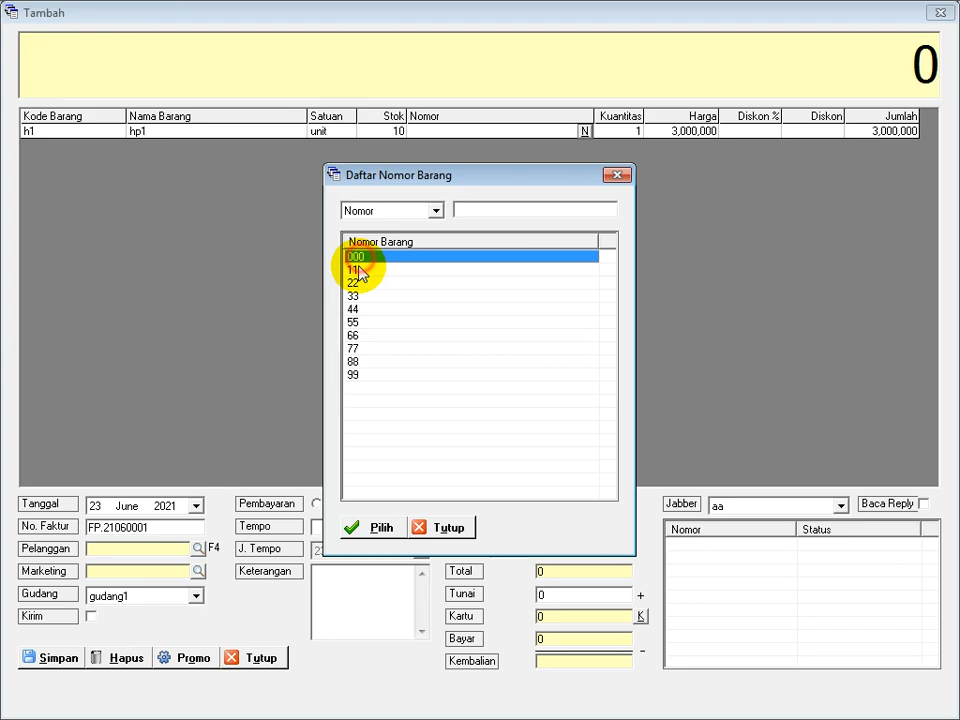 Tambah
0
Kode Barang Nama Barang Satuan Stok Nomor Kuantitas Harga Diskon % Diskon Jumlah
h1 hp1 unit 10 N 1 3,000,000 3,000,000
Daftar Nomor Barang
Nomor
Nomor Barang
000
11
22
33
44
55
66
77
88
99
Pilih Tutup
Tanggal 23 June 2021 Pembayaran Jabber aa Baca Reply
No. Faktur FP.21060001 Tempo Nomor Status
Pelanggan F4 J. Tempo
Marketing Keterangan Total 0
Gudang gudang1 Tunai 0 +
Kirim Kartu 0 K
Bayar 0 -
Simpan Hapus Promo Tutup Kembalian